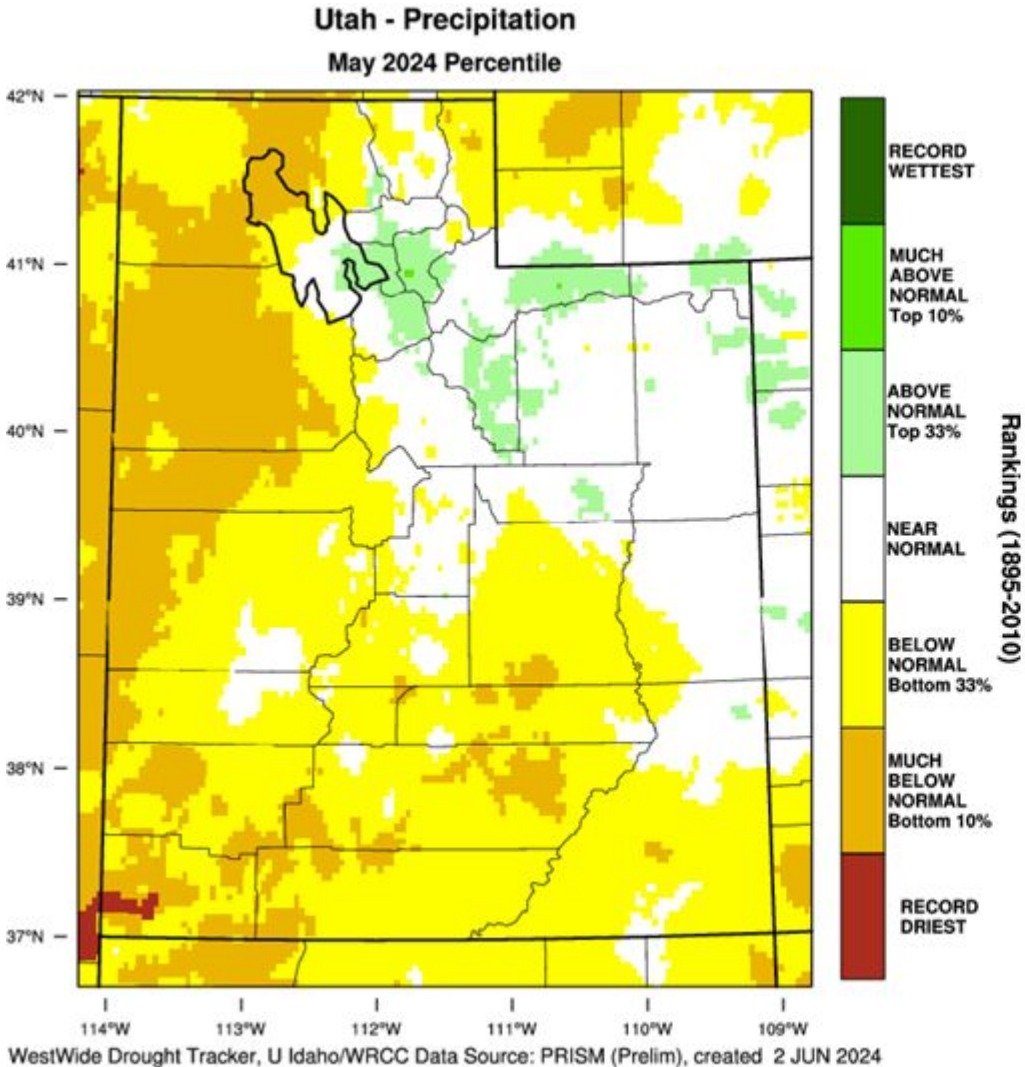 Utah - Precipitation
May 2024 Percentile
42°N
41°N
40°N
39°N
38°N
37°N
114°W
113°W
112°W
111°W
110°W
109°W
RECORD
WETTEST
MUCH
ABOVE
NORMAL
Top 10%
ABOVE
NORMAL
Top 33%
NEAR
NORMAL
BELOW
NORMAL
Bottom 33%
MUCH
BELOW
NORMAL
Bottom 10%
RECORD
DRIEST
Rankings (1895-2010)
WestWide Drought Tracker, U Idaho/WRCC Data Source: PRISM (Prelim), created 2 JUN 2024